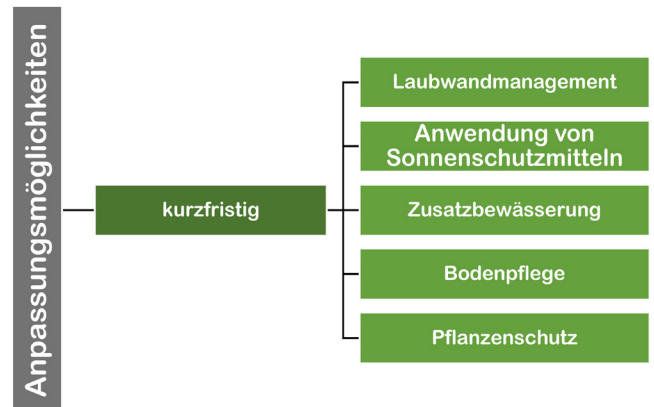 Anpassungsmöglichkeiten
kurzfristig
Laubwandmanagement
Anwendung von
Sonnenschutzmitteln
Zusatzbewässerung
Bodenpflege
Pflanzenschutz